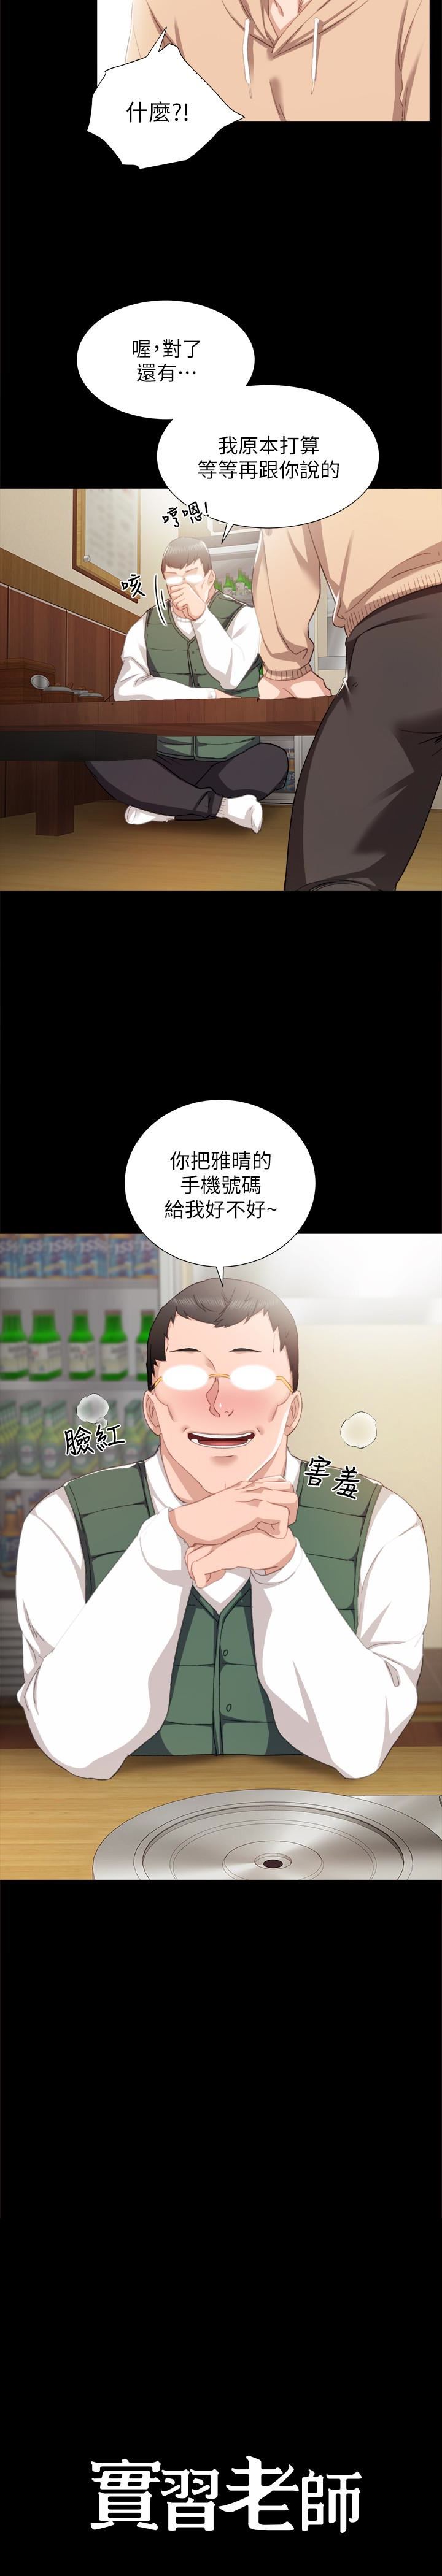 什麼?!
喔，對了
還有…
我原本打算
等等再跟你說的
哼嗯!
咳
你把雅晴的
手機號碼
給我好不好~
臉紅
害羞
實習老師